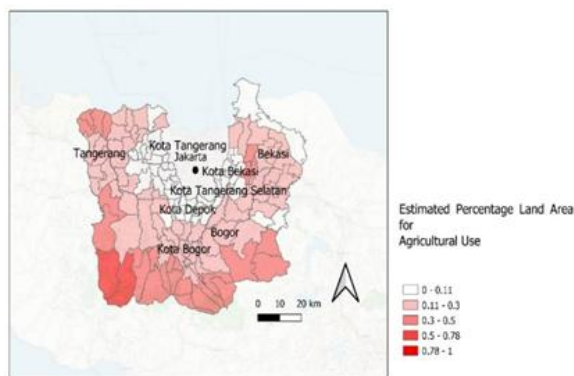 Kota Tangerang
Jakarta
Tangerang
Bekasi
Kota Bekasi
Kota Tangerang Selatan
Kota Depok
Bogor
Kota Bogor
0 10 20 km
Estimated Percentage Land Area
for
Agricultural Use
0 - 0.11
0.11 - 0.3
0.3 - 0.5
0.5 - 0.78
0.78 - 1